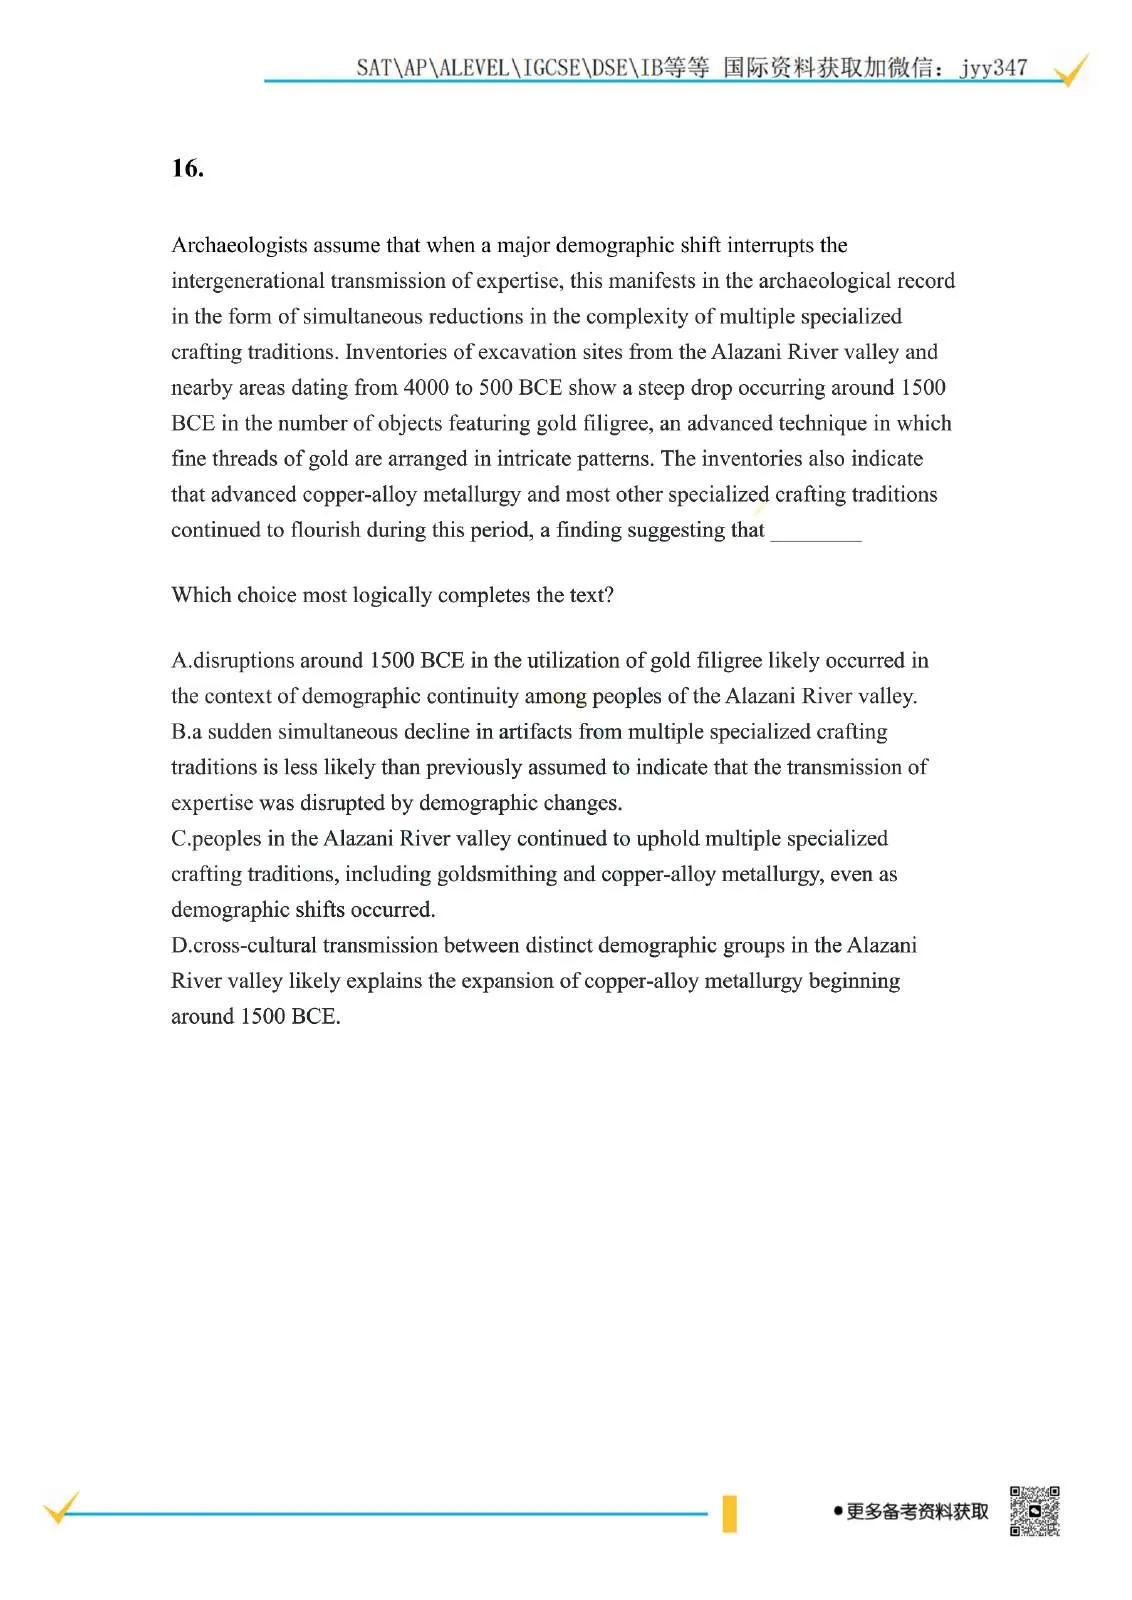 SAT\AP\ALEVEL\IGCSE\DSE\IB等等 国际资料获取加微信：jyy347
16.
Archaeologists assume that when a major demographic shift interrupts the
intergenerational transmission of expertise, this manifests in the archaeological record
in the form of simultaneous reductions in the complexity of multiple specialized
crafting traditions. Inventories of excavation sites from the Alazani River valley and
nearby areas dating from 4000 to 500 BCE show a steep drop occurring around 1500
BCE in the number of objects featuring gold filigree, an advanced technique in which
fine threads of gold are arranged in intricate patterns. The inventories also indicate
that advanced copper-alloy metallurgy and most other specialized crafting traditions
continued to flourish during this period, a finding suggesting that ________
Which choice most logically completes the text?
A.disruptions around 1500 BCE in the utilization of gold filigree likely occurred in
the context of demographic continuity among peoples of the Alazani River valley.
B.a sudden simultaneous decline in artifacts from multiple specialized crafting
traditions is less likely than previously assumed to indicate that the transmission of
expertise was disrupted by demographic changes.
C.peoples in the Alazani River valley continued to uphold multiple specialized
crafting traditions, including goldsmithing and copper-alloy metallurgy, even as
demographic shifts occurred.
D.cross-cultural transmission between distinct demographic groups in the Alazani
River valley likely explains the expansion of copper-alloy metallurgy beginning
around 1500 BCE.
•更多备考资料获取